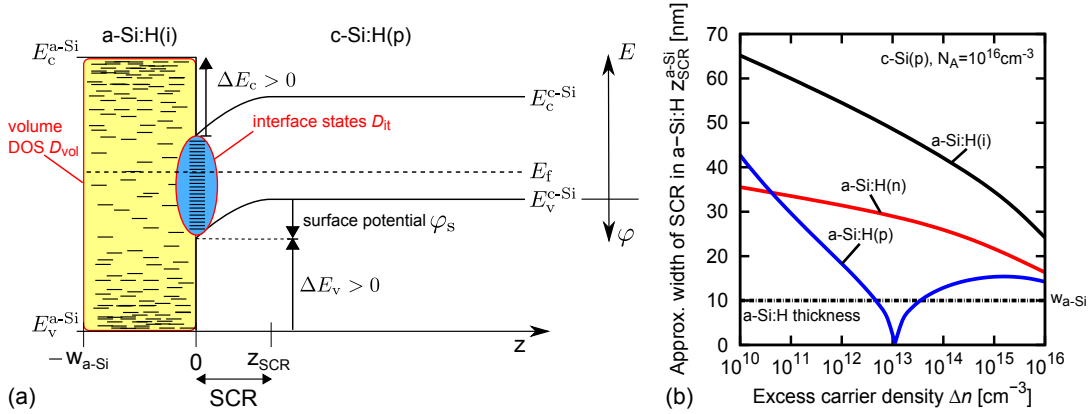 a-Si:H(i)
c-Si:H(p)
E_c^a-Si
ΔE_c > 0
E
E_c^c-Si
volume
DOS D_vol
interface states D_it
E_f
E_v^c-Si
surface potential φ_s
φ
ΔE_v > 0
E_v^a-Si
−w_a-Si
0
z_SCR
z
SCR
(a)
(b)
Approx. width of SCR in a−Si:H z_SCR^a-Si [nm]
70
60
50
40
30
20
10
0
c-Si(p), N_A=10^16cm^-3
a-Si:H(i)
a-Si:H(n)
a-Si:H(p)
a-Si:H thickness
w_a-Si
10^10
10^11
10^12
10^13
10^14
10^15
10^16
Excess carrier density Δn [cm^−3]